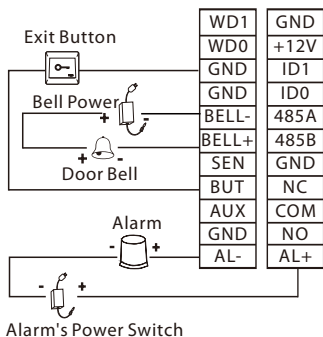 Exit Button
Bell Power
+ -
+ -
Door Bell
Alarm
- +
- +
Alarm's Power Switch
WD1 GND
WD0 +12V
GND ID1
GND ID0
BELL- 485A
BELL+ 485B
SEN GND
BUT NC
AUX COM
GND NO
AL- AL+